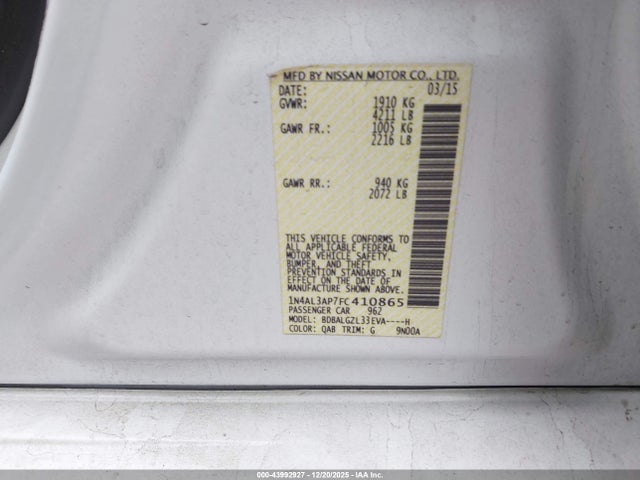 MFD BY NISSAN MOTOR CO., LTD.
DATE: 03/15
GVWR: 1910 KG
4211 LB
GAWR FR.: 1005 KG
2216 LB
GAWR RR.: 940 KG
2072 LB
THIS VEHICLE CONFORMS TO
ALL APPLICABLE FEDERAL
MOTOR VEHICLE SAFETY,
BUMPER, AND THEFT
PREVENTION STANDARDS
IN EFFECT ON THE DATE OF
MANUFACTURE SHOWN ABOVE.
1N4AL3AP7FC410865
PASSENGER CAR 962
MODEL: BDBALGZL33EVA----H
COLOR: QAB TRIM: G 9N00A
000-43992927 - 12/20/2025 - IAAI.COM